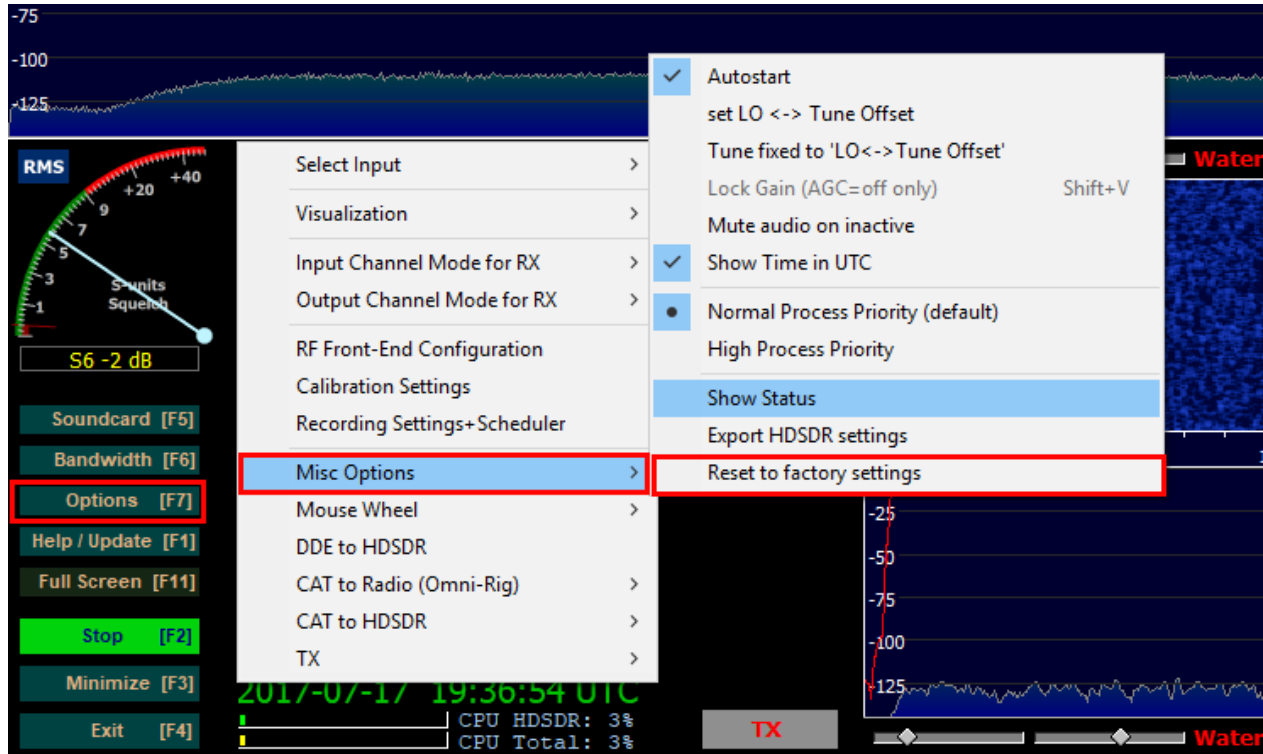 -75
-100
-125
RMS
+20
+40
9
7
5
3
1
S-units
Squelch
S6 -2 dB
Soundcard [F5]
Bandwidth [F6]
Options [F7]
Help / Update [F1]
Full Screen [F11]
Stop [F2]
Minimize [F3]
Exit [F4]
Select Input
Visualization
Input Channel Mode for RX
Output Channel Mode for RX
RF Front-End Configuration
Calibration Settings
Recording Settings+Scheduler
Misc Options
Mouse Wheel
DDE to HDSDR
CAT to Radio (Omni-Rig)
CAT to HDSDR
TX
Autostart
set LO <-> Tune Offset
Tune fixed to 'LO<->Tune Offset'
Lock Gain (AGC=off only) Shift+V
Mute audio on inactive
Show Time in UTC
Normal Process Priority (default)
High Process Priority
Show Status
Export HDSDR settings
Reset to factory settings
2017-07-17 19:36:54 UTC
CPU HDSDR: 3%
CPU Total: 3%
TX
Water
1
-25
-50
-75
-100
-125
Water